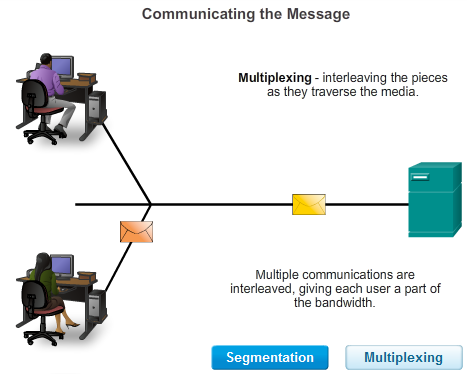 Communicating the Message
Multiplexing - interleaving the pieces
as they traverse the media.
Multiple communications are
interleaved, giving each user a part of
the bandwidth.
Segmentation
Multiplexing